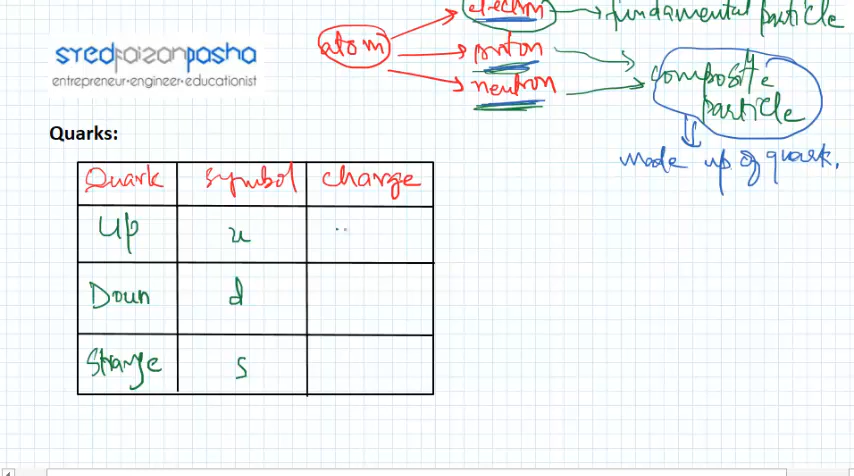 electron → fundamental particle
atom
proton
neutron
composite
particle
made up of quark.
SYEDFAIZANPASHA
entrepreneur•engineer•educationist
Quarks:
Quark symbol charge
Up u
Down d
Strange s